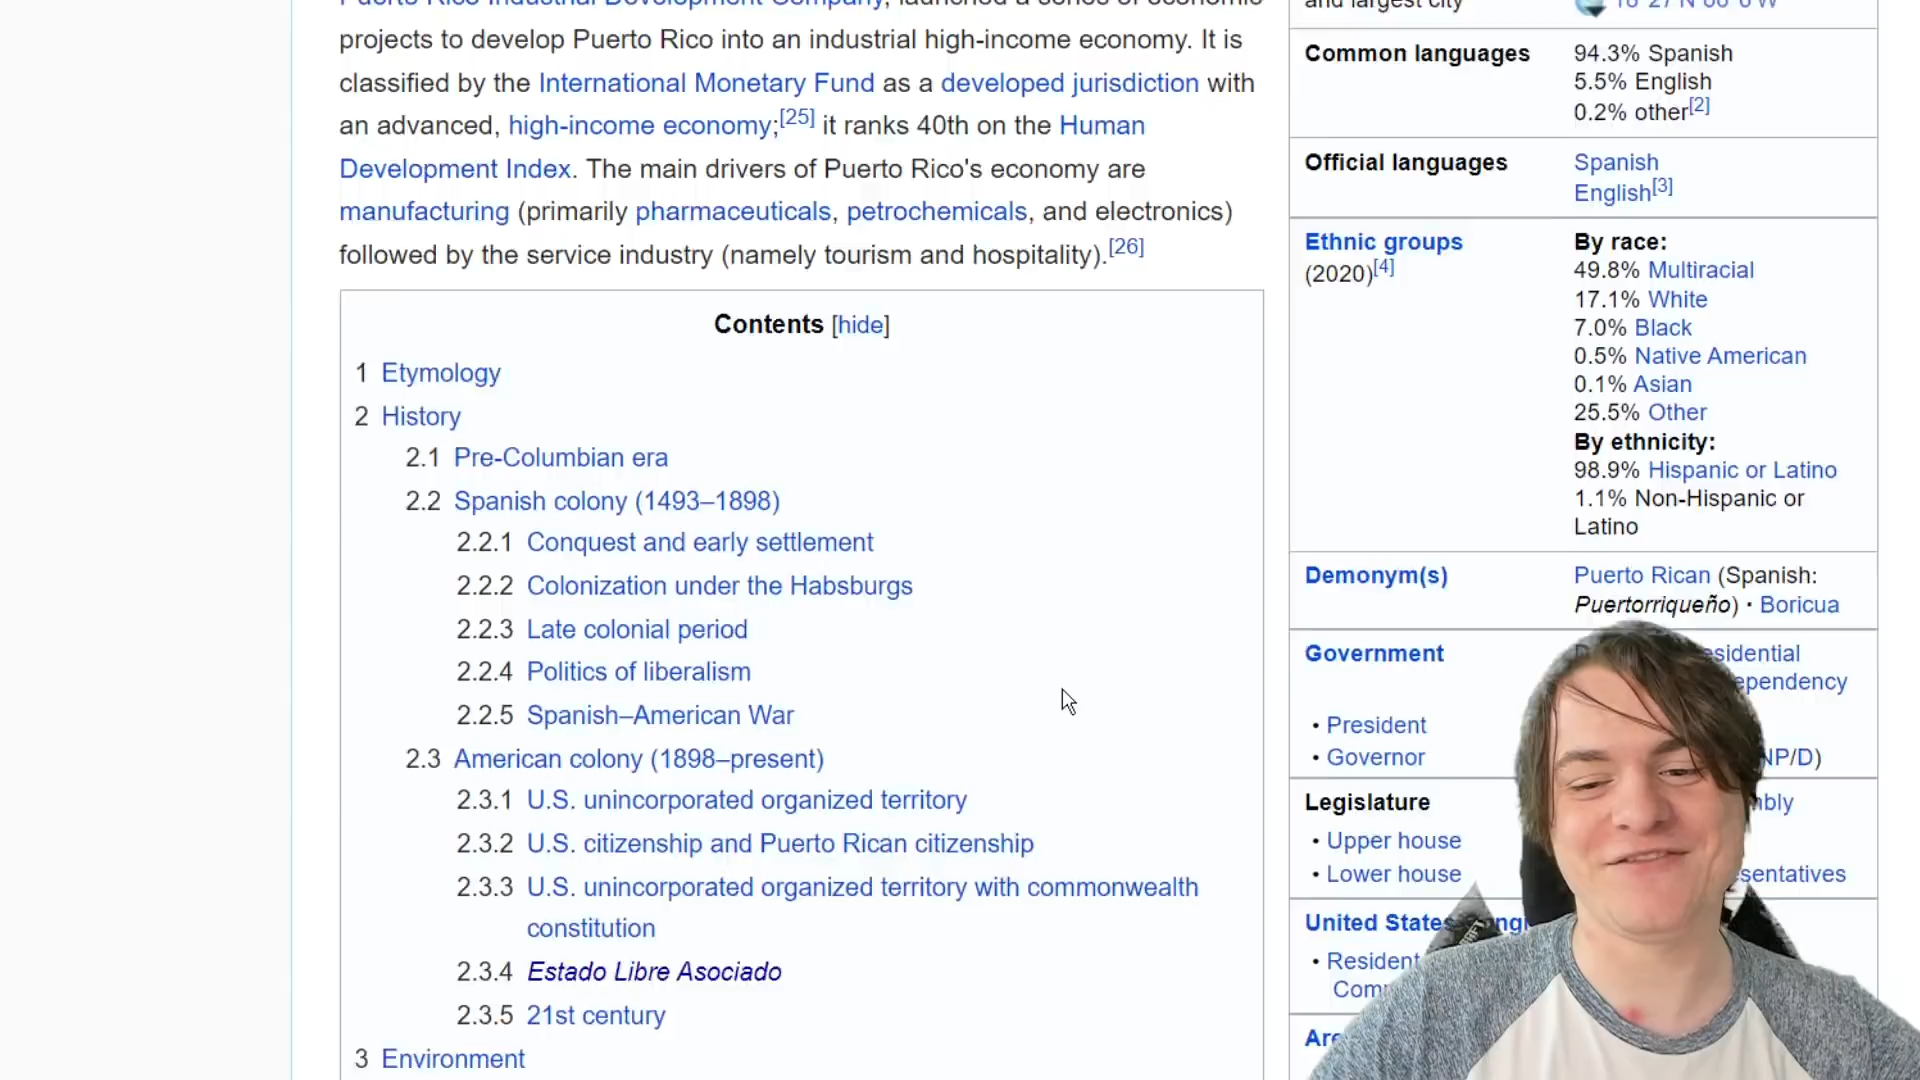 projects to develop Puerto Rico into an industrial high-income economy. It is
classified by the International Monetary Fund as a developed jurisdiction with
an advanced, high-income economy;[25] it ranks 40th on the Human
Development Index. The main drivers of Puerto Rico's economy are
manufacturing (primarily pharmaceuticals, petrochemicals, and electronics)
followed by the service industry (namely tourism and hospitality).[26]
Contents [hide]
1 Etymology
2 History
2.1 Pre-Columbian era
2.2 Spanish colony (1493–1898)
2.2.1 Conquest and early settlement
2.2.2 Colonization under the Habsburgs
2.2.3 Late colonial period
2.2.4 Politics of liberalism
2.2.5 Spanish–American War
2.3 American colony (1898–present)
2.3.1 U.S. unincorporated organized territory
2.3.2 U.S. citizenship and Puerto Rican citizenship
2.3.3 U.S. unincorporated organized territory with commonwealth
constitution
2.3.4 Estado Libre Asociado
2.3.5 21st century
3 Environment
and largest city
Common languages
94.3% Spanish
5.5% English
0.2% other[2]
Official languages
Spanish
English[3]
Ethnic groups
(2020)[4]
By race:
49.8% Multiracial
17.1% White
7.0% Black
0.5% Native American
0.1% Asian
25.5% Other
By ethnicity:
98.9% Hispanic or Latino
1.1% Non-Hispanic or
Latino
Demonym(s)
Puerto Rican (Spanish:
Puertorriqueño) • Boricua
Government
• President
• Governor
NP/D)
Legislature
• Upper house
• Lower house
United States